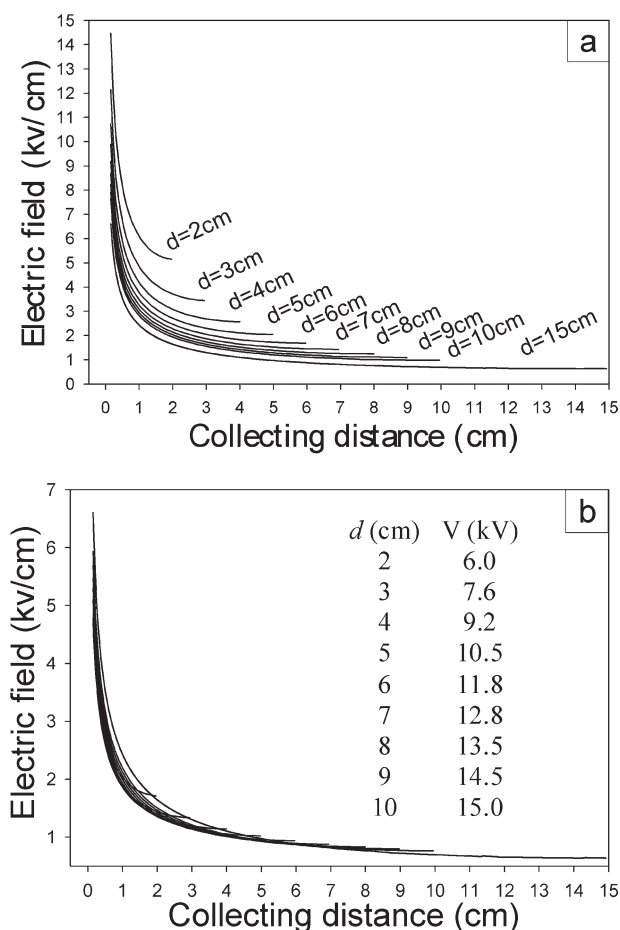 a
15
14
13
12
11
10
9
8
7
6
5
4
3
2
1
0
Electric field (kv/cm)
d=2cm
d=3cm
d=4cm
d=5cm
d=6cm
d=7cm
d=8cm
d=9cm
d=10cm
d=15cm
0 1 2 3 4 5 6 7 8 9 10 11 12 13 14 15
Collecting distance (cm)
b
7
6
5
4
3
2
1
Electric field (kv/cm)
d (cm) V (kV)
2 6.0
3 7.6
4 9.2
5 10.5
6 11.8
7 12.8
8 13.5
9 14.5
10 15.0
0 1 2 3 4 5 6 7 8 9 10 11 12 13 14 15
Collecting distance (cm)